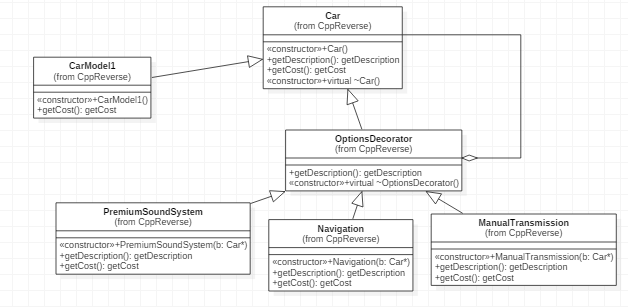 Car
(from CppReverse)
«constructor»+Car()
+getDescription(): getDescription
+getCost(): getCost
«constructor»+virtual ~Car()
CarModel1
(from CppReverse)
«constructor»+CarModel1()
+getCost(): getCost
OptionsDecorator
(from CppReverse)
+getDescription(): getDescription
«constructor»+virtual ~OptionsDecorator()
PremiumSoundSystem
(from CppReverse)
«constructor»+PremiumSoundSystem(b: Car*)
+getDescription(): getDescription
+getCost(): getCost
Navigation
(from CppReverse)
«constructor»+Navigation(b: Car*)
+getDescription(): getDescription
+getCost(): getCost
ManualTransmission
(from CppReverse)
«constructor»+ManualTransmission(b: Car*)
+getDescription(): getDescription
+getCost(): getCost